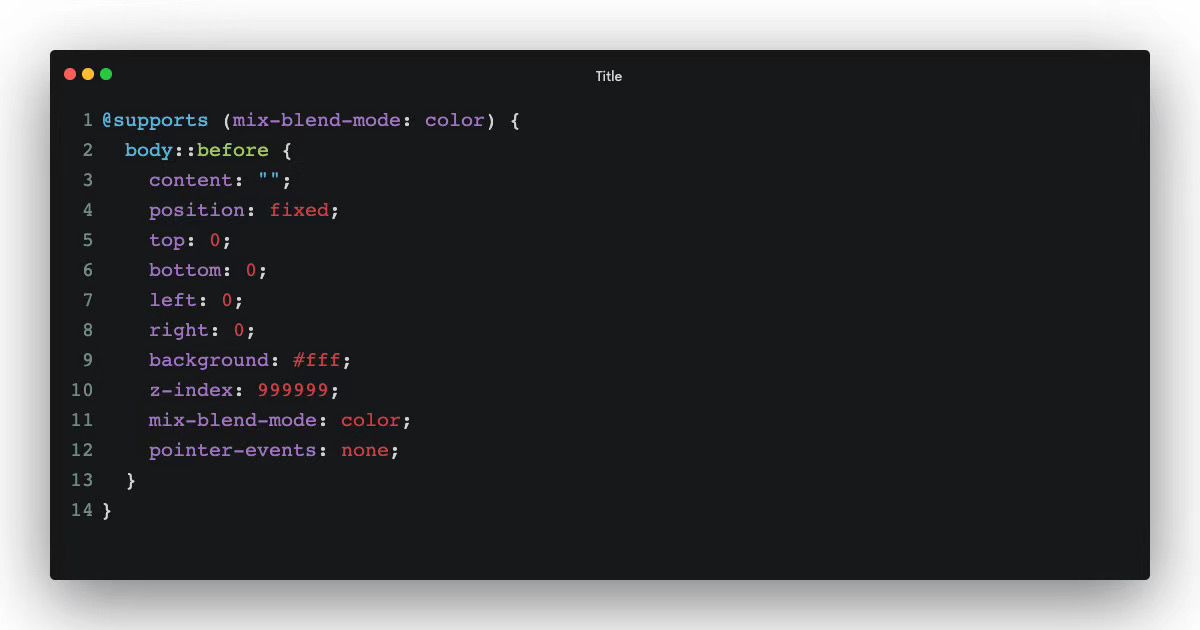 Title
1 @supports (mix-blend-mode: color) {
2   body::before {
3     content: "";
4     position: fixed;
5     top: 0;
6     bottom: 0;
7     left: 0;
8     right: 0;
9     background: #fff;
10     z-index: 999999;
11     mix-blend-mode: color;
12     pointer-events: none;
13   }
14 }